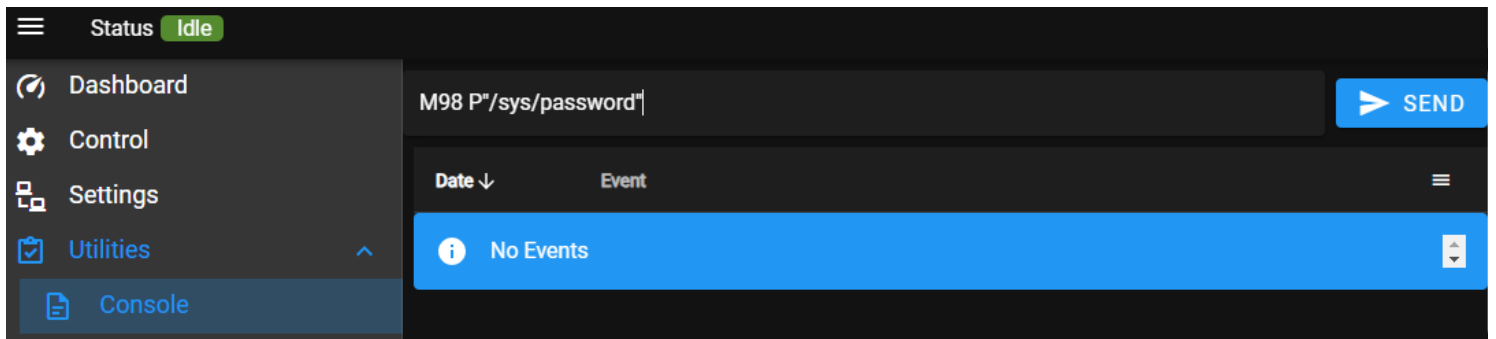 Status Idle
Dashboard
Control
Settings
Utilities
Console
M98 P"/sys/password"
SEND
Date Event
No Events